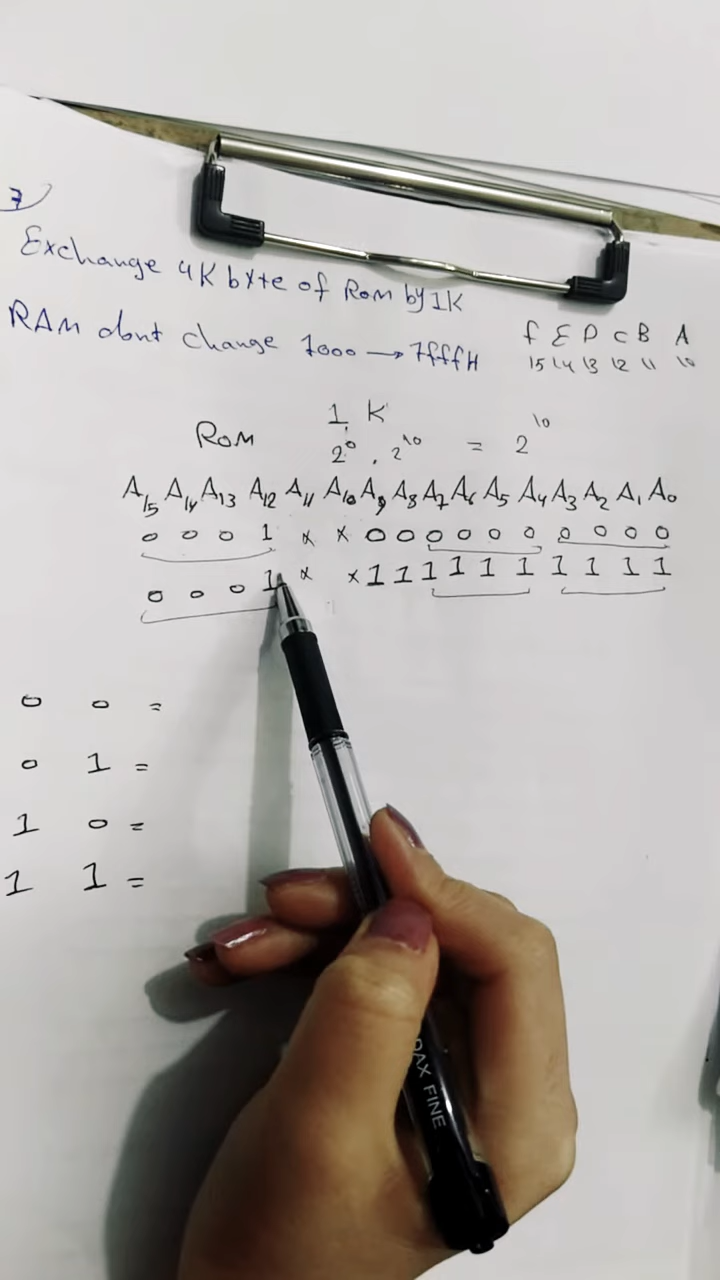 7
Exchange 4K byte of Rom by 1K
RAM dont change 1000 → 7fffH
f E D C B A
15 14 13 12 11 10
1 K
Rom 2⁰ . 2¹⁰ = 2¹⁰
A₁₅ A₁₄ A₁₃ A₁₂ A₁₁ A₁₀ A₉ A₈ A₇ A₆ A₅ A₄ A₃ A₂ A₁ A₀
0 0 0 1 x x 0 0 0 0 0 0 0 0 0 0
0 0 0 1 x x 1 1 1 1 1 1 1 1 1 1
0 0 =
0 1 =
1 0 =
1 1 =
DAX FINE